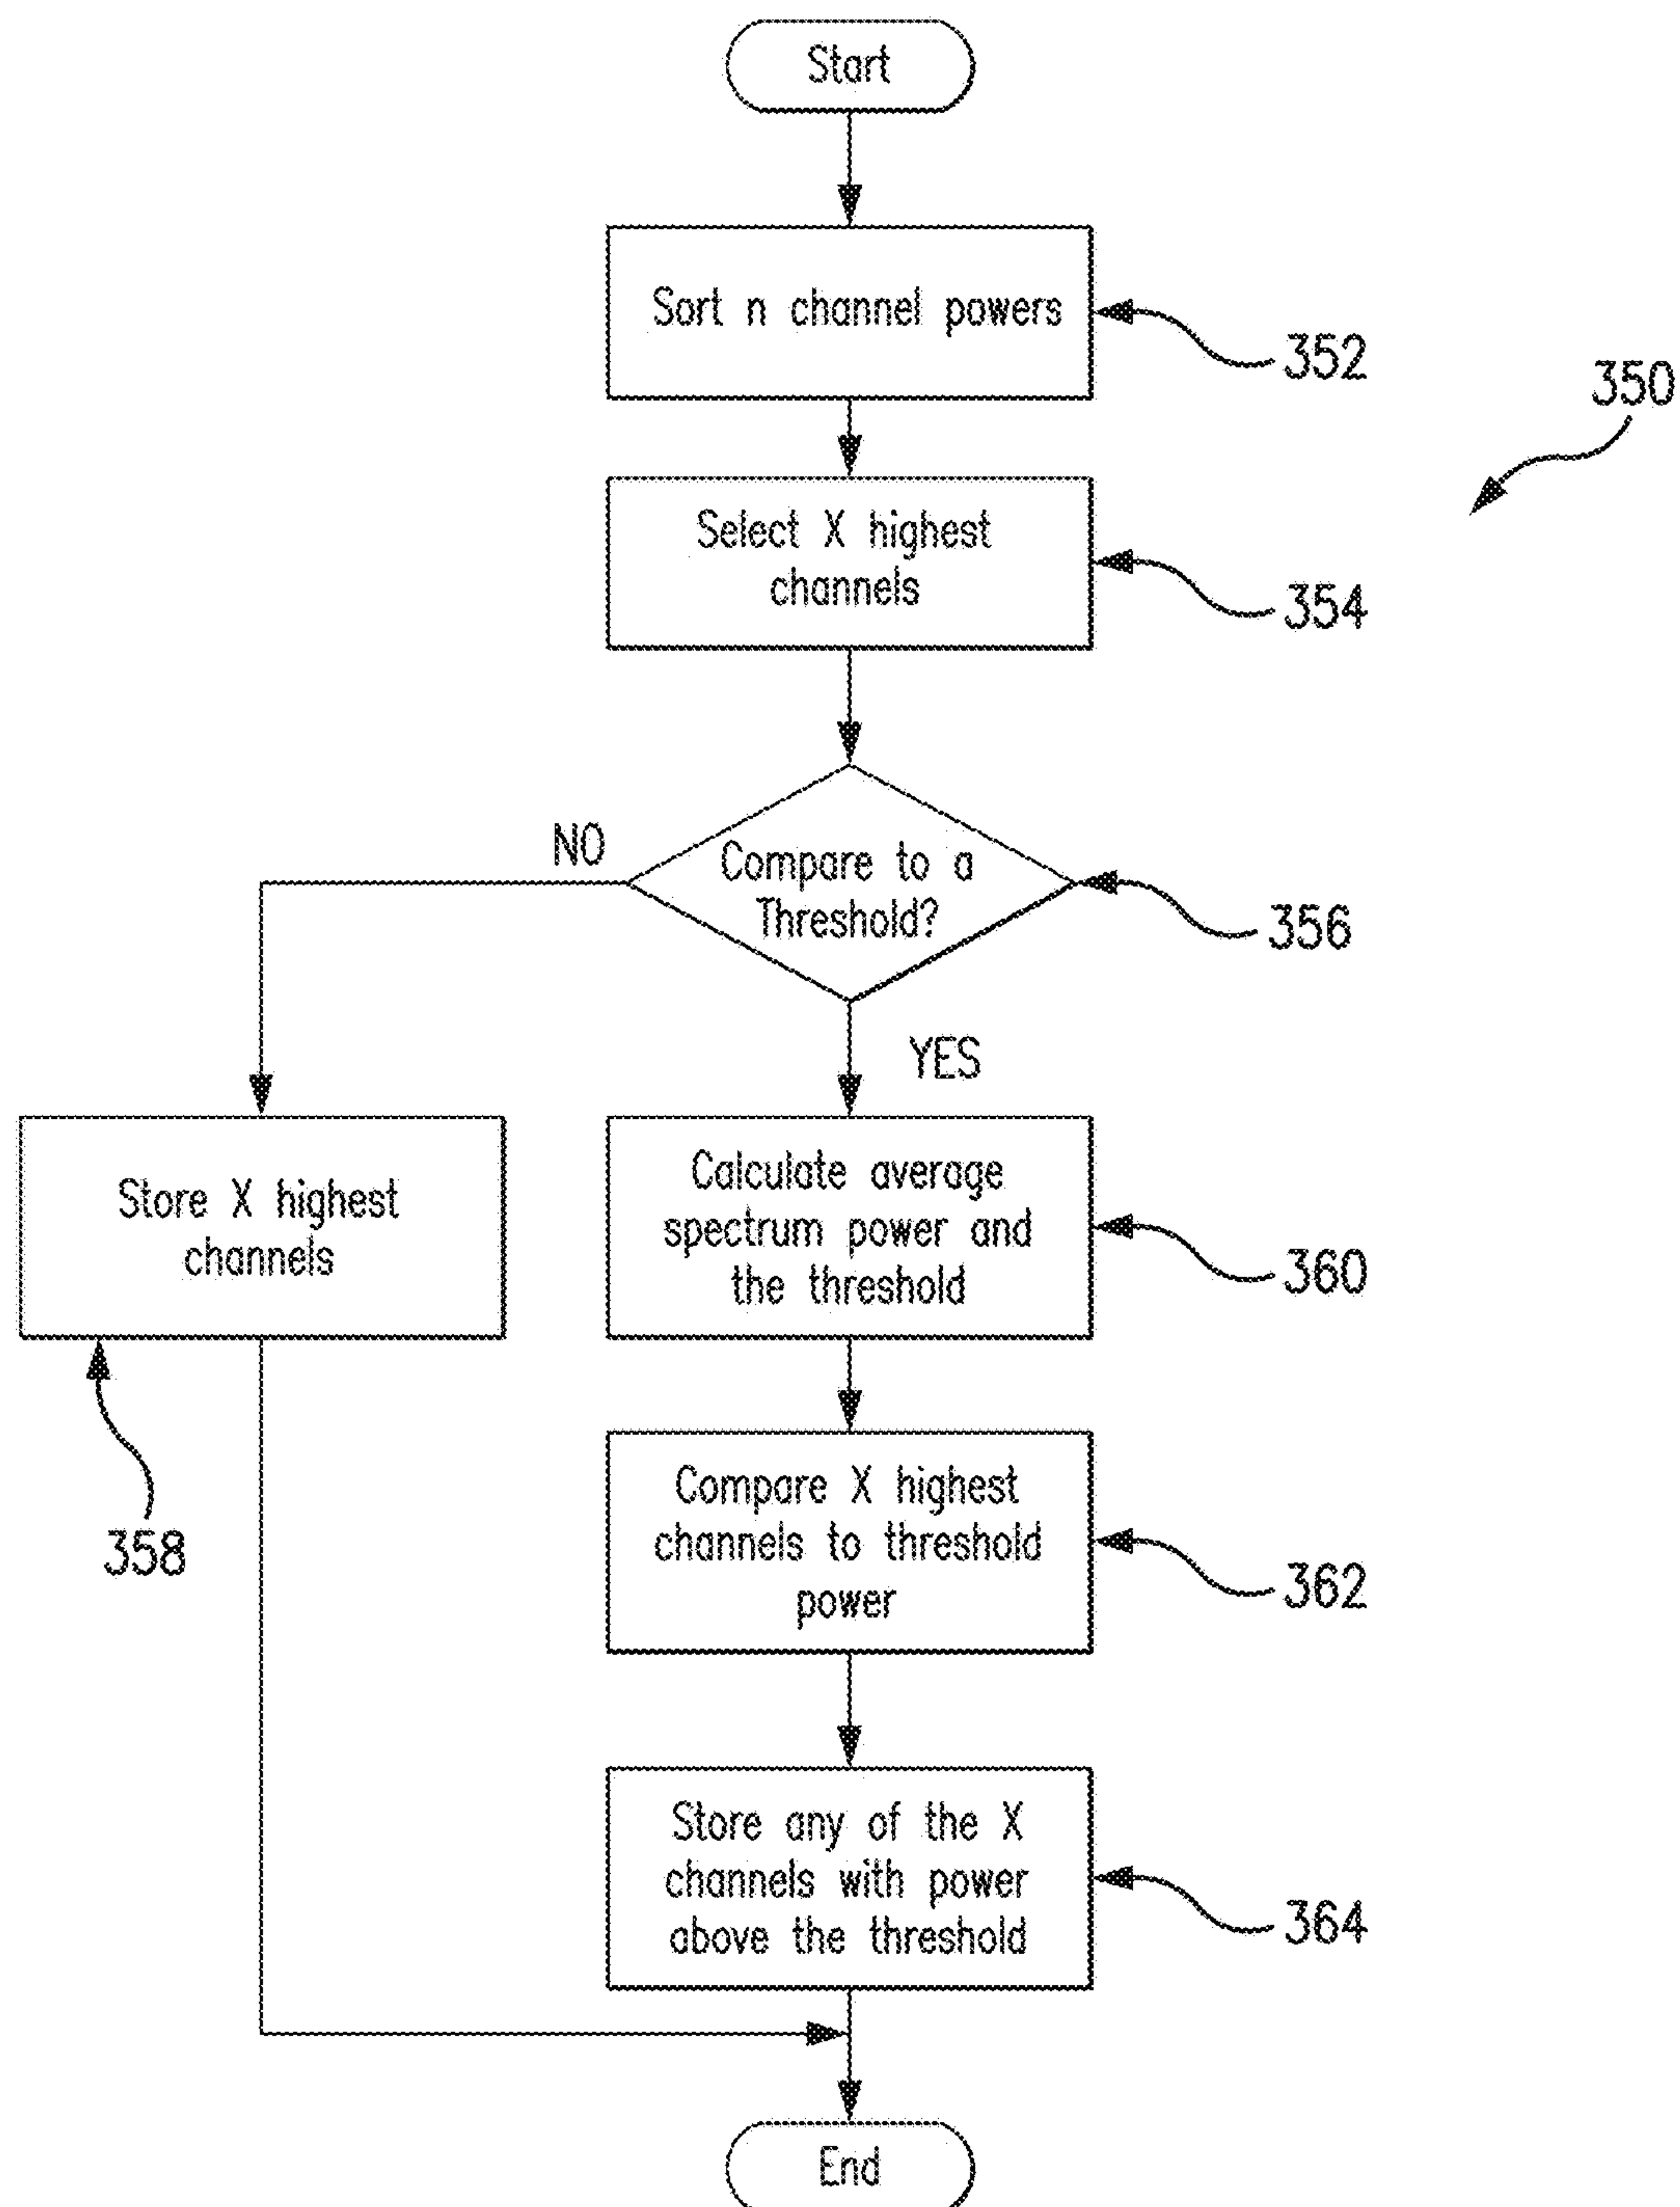 Start
Sort n channel powers
352
350
Select X highest
channels
354
NO
Compare to a
Threshold?
356
YES
Store X highest
channels
358
Calculate average
spectrum power and
the threshold
360
Compare X highest
channels to threshold
power
362
Store any of the X
channels with power
above the threshold
364
End